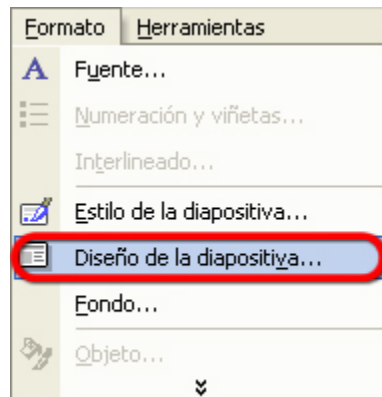 Formato Herramientas
Fuente...
Numeración y viñetas...
Interlineado...
Estilo de la diapositiva...
Diseño de la diapositiva...
Fondo...
Objeto...